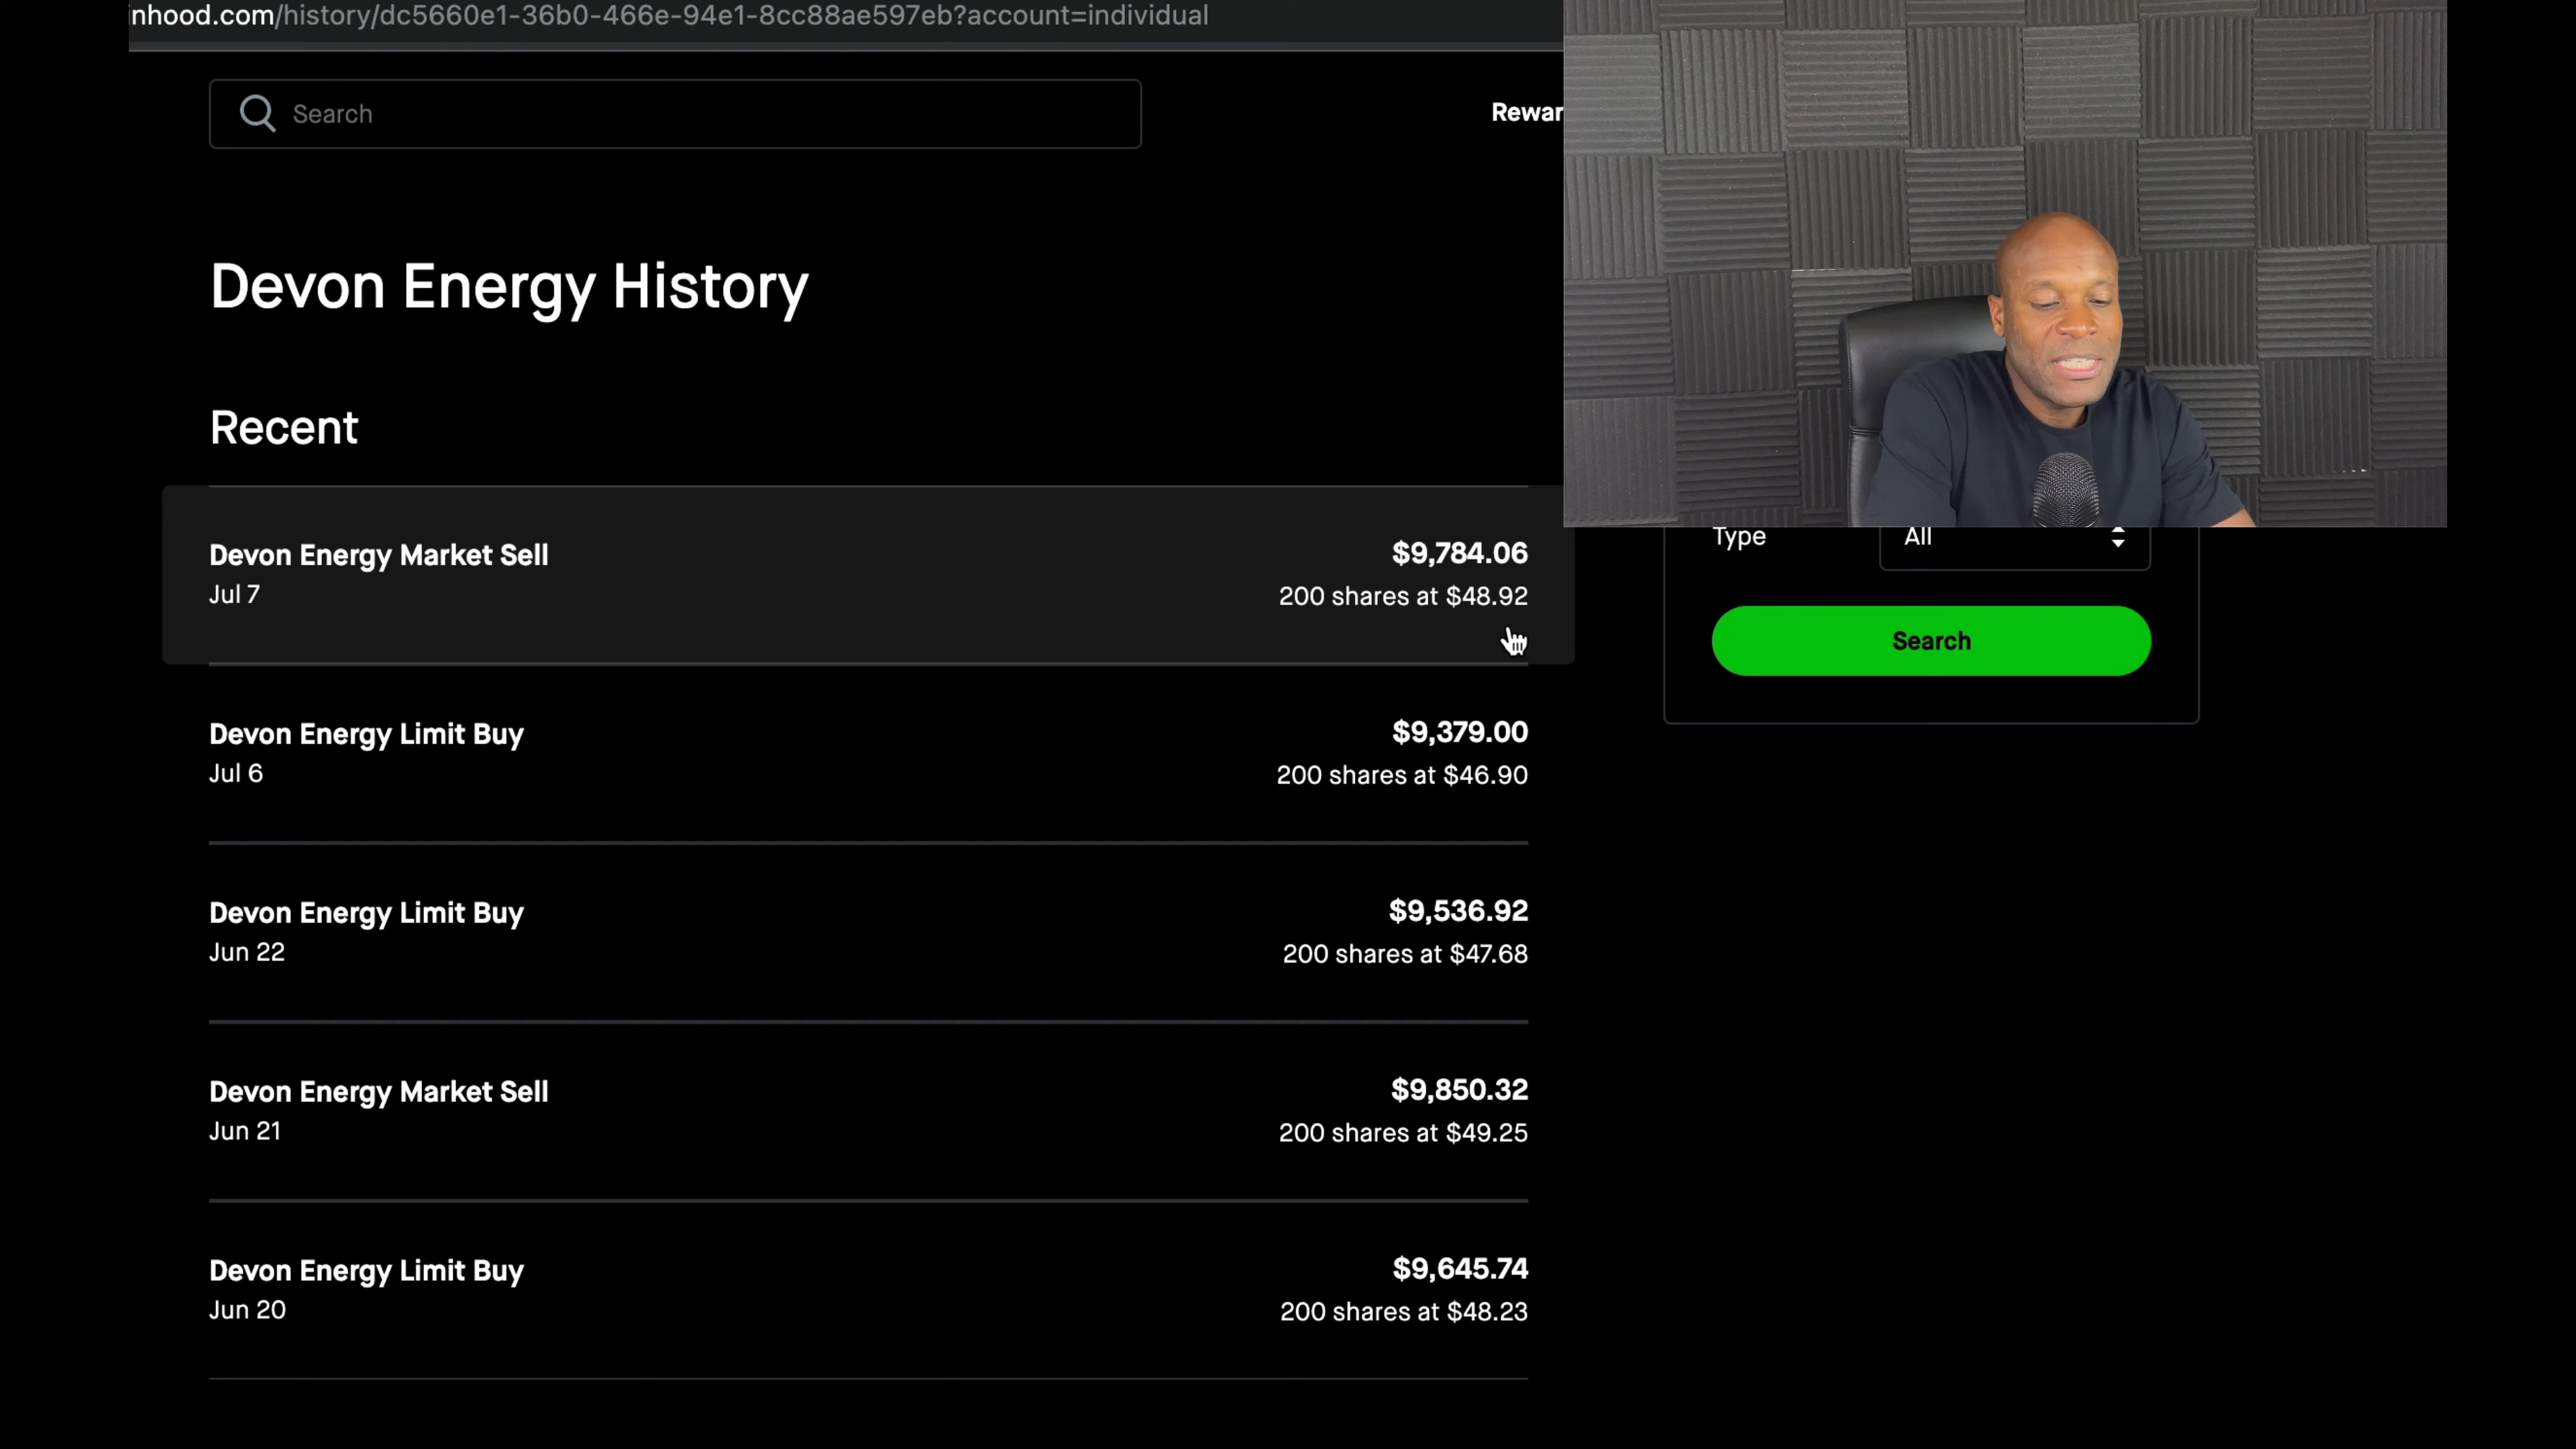 nhood.com/history/dc5660e1-36b0-466e-94e1-8cc88ae597eb?account=individual
Search
Rewar
Devon Energy History
Recent
Devon Energy Market Sell
$9,784.06
Jul 7
200 shares at $48.92
Type
All
Search
Devon Energy Limit Buy
$9,379.00
Jul 6
200 shares at $46.90
Devon Energy Limit Buy
$9,536.92
Jun 22
200 shares at $47.68
Devon Energy Market Sell
$9,850.32
Jun 21
200 shares at $49.25
Devon Energy Limit Buy
$9,645.74
Jun 20
200 shares at $48.23